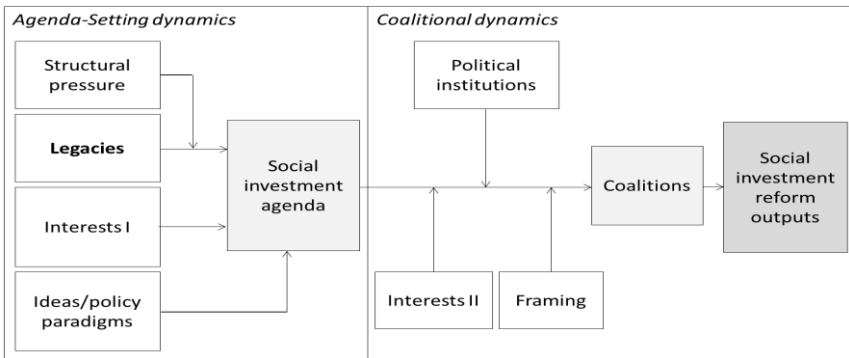 Agenda-Setting dynamics
Structural
pressure
Legacies
Interests I
Ideas/policy
paradigms
Social
investment
agenda
Coalitional dynamics
Political
institutions
Interests II
Framing
Coalitions
Social
investment
reform
outputs